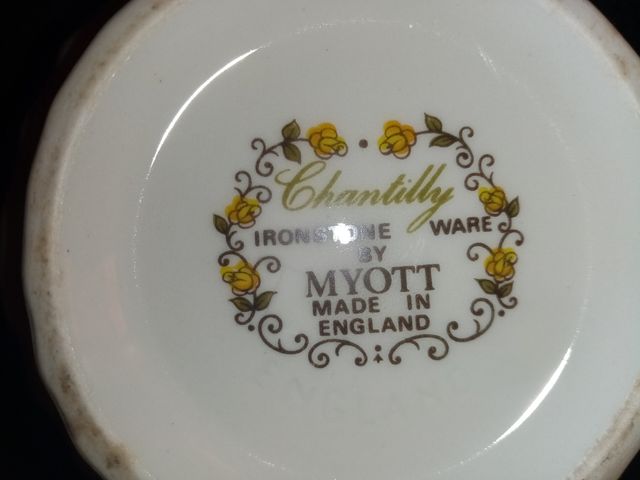 Chantilly
IRONSTONE WARE
BY
MYOTT
MADE IN
ENGLAND